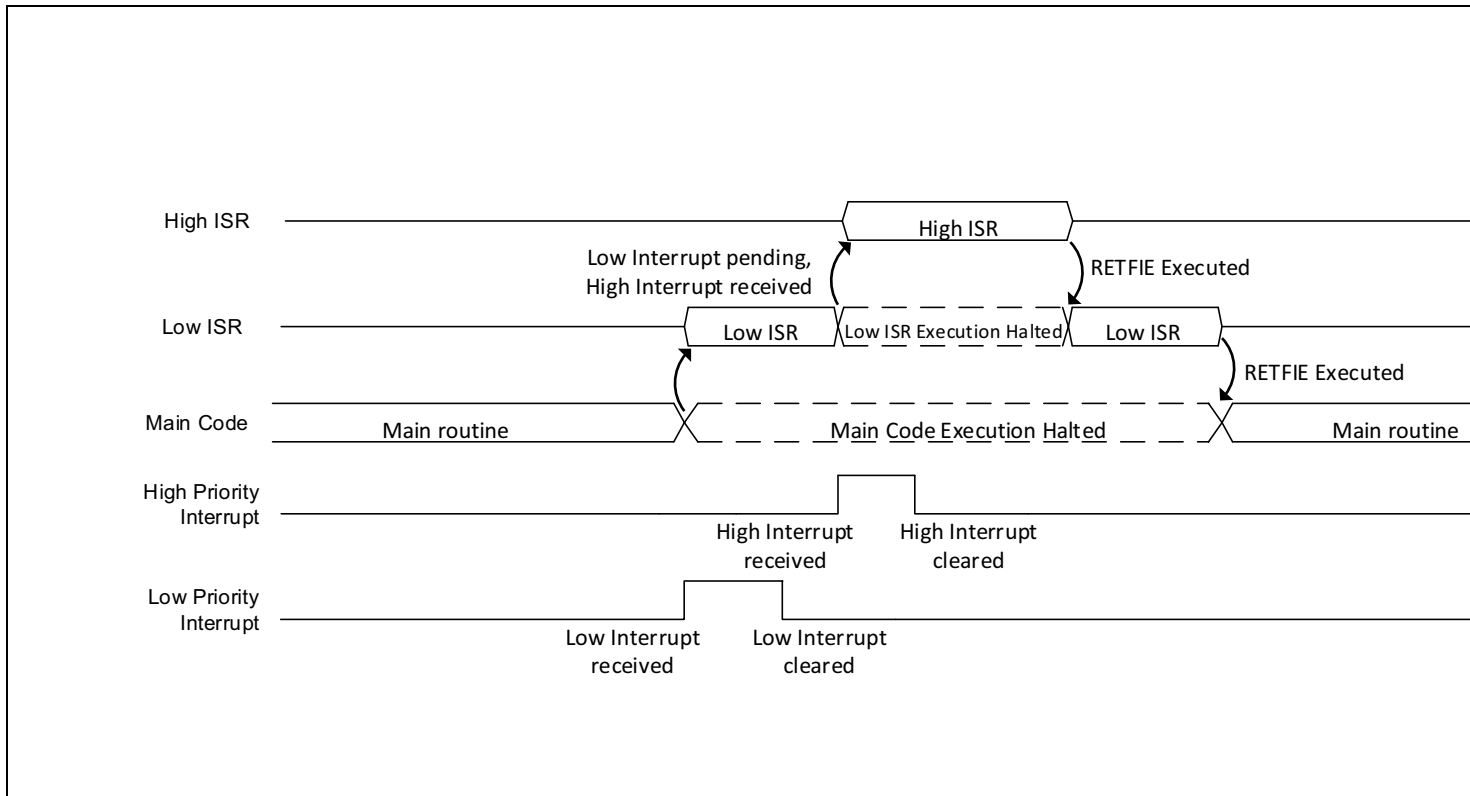 High ISR
High ISR
Low Interrupt pending,
High Interrupt received
RETFIE Executed
Low ISR
Low ISR
Low ISR Execution Halted
Low ISR
RETFIE Executed
Main Code
Main routine
Main Code Execution Halted
Main routine
High Priority
Interrupt
High Interrupt
received
High Interrupt
cleared
Low Priority
Interrupt
Low Interrupt
received
Low Interrupt
cleared